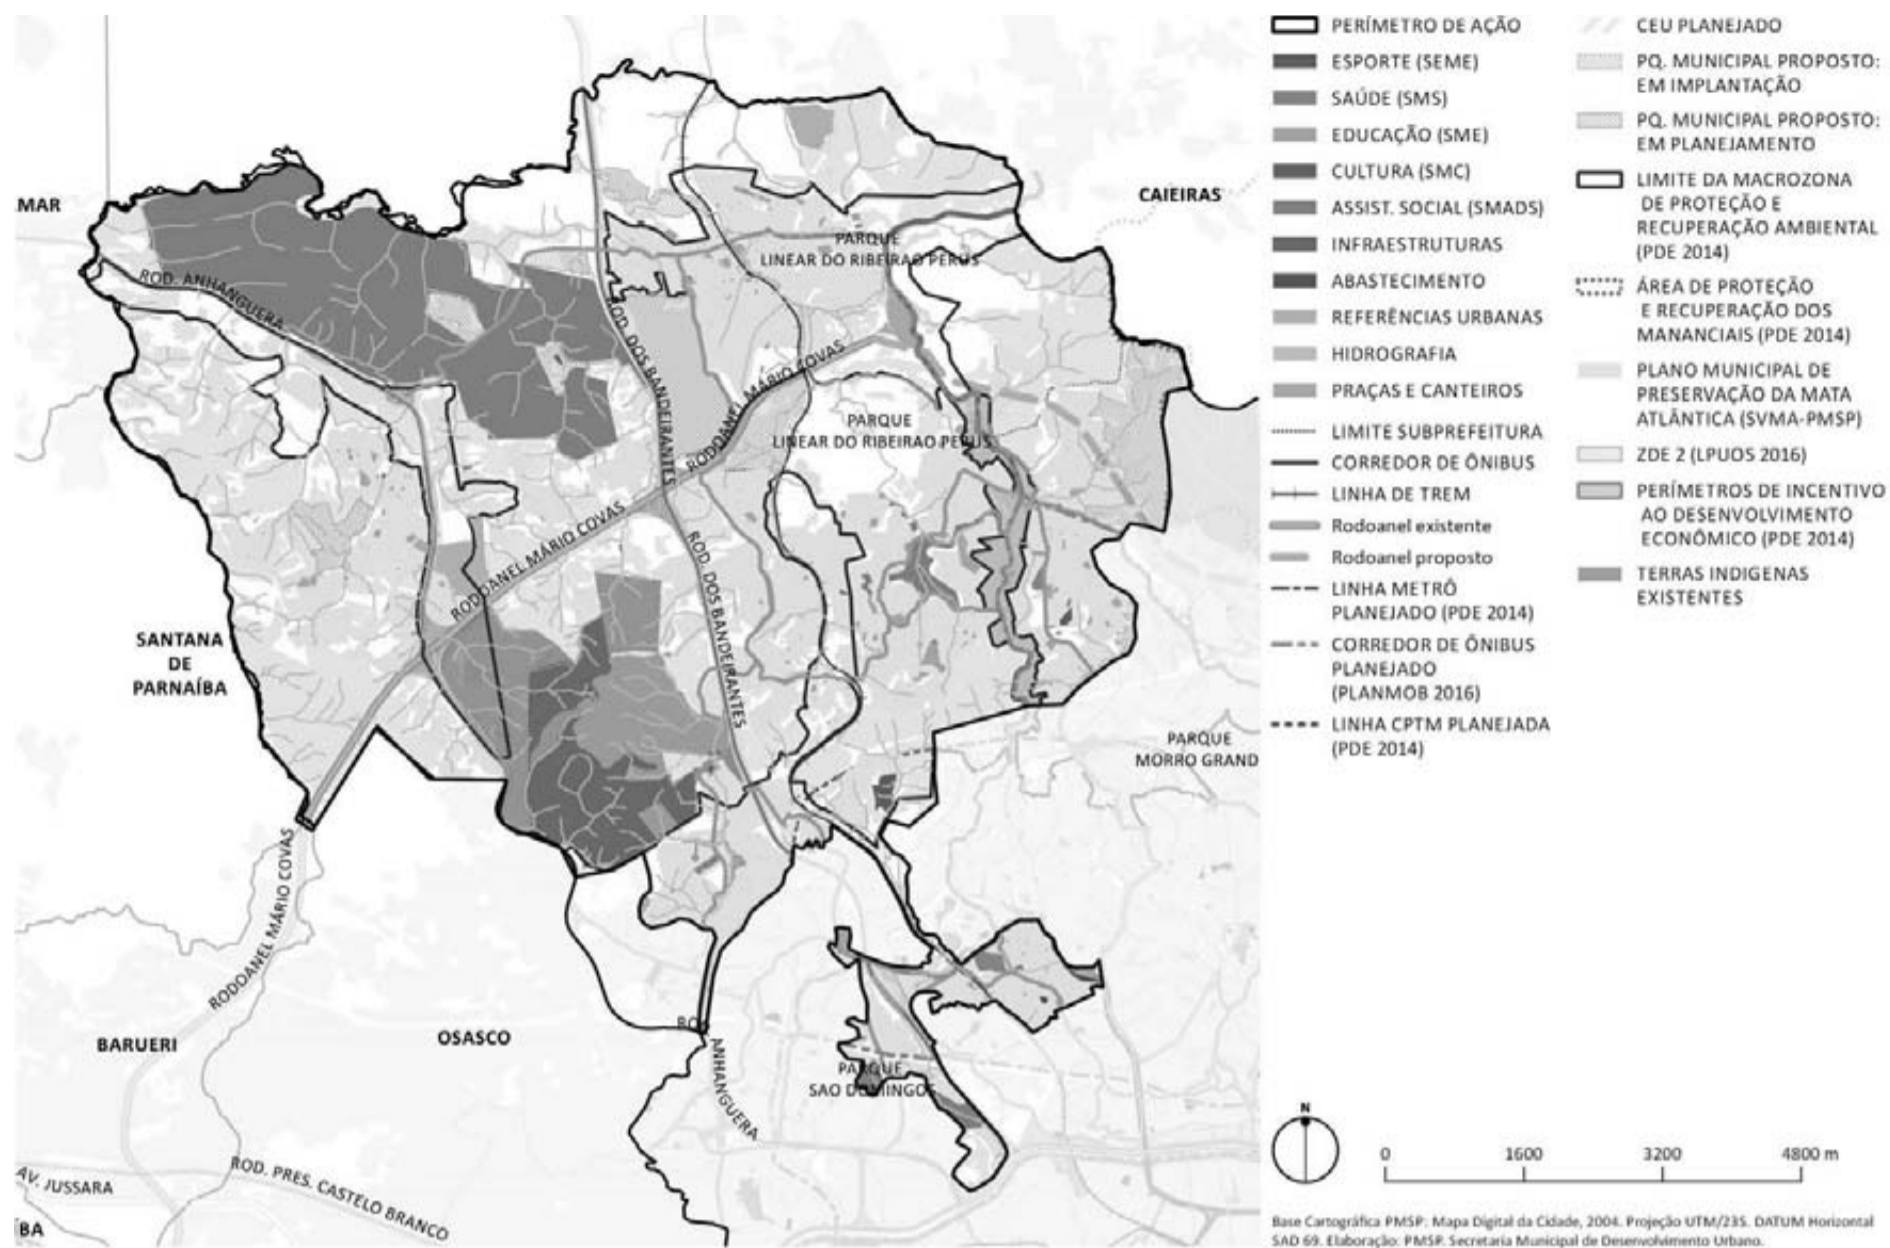 MAR
CAIEIRAS
PARQUE
LINEAR DO RIBEIRAO PERUS
ROD. ANHANGUERA
ROD. DOS BANDEIRANTES
RODOANEL MÁRIO COVAS
PARQUE
LINEAR DO RIBEIRAO PERUS
RODOANEL MÁRIO COVAS
ROD. DOS BANDEIRANTES
SANTANA
DE
PARNAÍBA
PARQUE
MORRO GRAND
RODOANEL MÁRIO COVAS
BARUERI
OSASCO
ROD.
ANHANGUERA
PARQUE
SAO DOMINGOS
AV. JUSSARA
ROD. PRES. CASTELO BRANCO
BA
PERÍMETRO DE AÇÃO
ESPORTE (SEME)
SAÚDE (SMS)
EDUCAÇÃO (SME)
CULTURA (SMC)
ASSIST. SOCIAL (SMADS)
INFRAESTRUTURAS
ABASTECIMENTO
REFERÊNCIAS URBANAS
HIDROGRAFIA
PRAÇAS E CANTEIROS
LIMITE SUBPREFEITURA
CORREDOR DE ÔNIBUS
LINHA DE TREM
Rodoanel existente
Rodoanel proposto
LINHA METRÔ
PLANEJADO (PDE 2014)
CORREDOR DE ÔNIBUS
PLANEJADO
(PLANMOB 2016)
LINHA CPTM PLANEJADA
(PDE 2014)
CEU PLANEJADO
PQ. MUNICIPAL PROPOSTO:
EM IMPLANTAÇÃO
PQ. MUNICIPAL PROPOSTO:
EM PLANEJAMENTO
LIMITE DA MACROZONA
DE PROTEÇÃO E
RECUPERAÇÃO AMBIENTAL
(PDE 2014)
ÁREA DE PROTEÇÃO
E RECUPERAÇÃO DOS
MANANCIAIS (PDE 2014)
PLANO MUNICIPAL DE
PRESERVAÇÃO DA MATA
ATLÂNTICA (SVMA-PMSP)
ZDE 2 (LPUOS 2016)
PERÍMETROS DE INCENTIVO
AO DESENVOLVIMENTO
ECONÔMICO (PDE 2014)
TERRAS INDIGENAS
EXISTENTES
N
0 1600 3200 4800 m
Base Cartográfica PMSP: Mapa Digital da Cidade, 2004. Projeção UTM/23S. DATUM Horizontal
SAD 69. Elaboração: PMSP. Secretaria Municipal de Desenvolvimento Urbano.